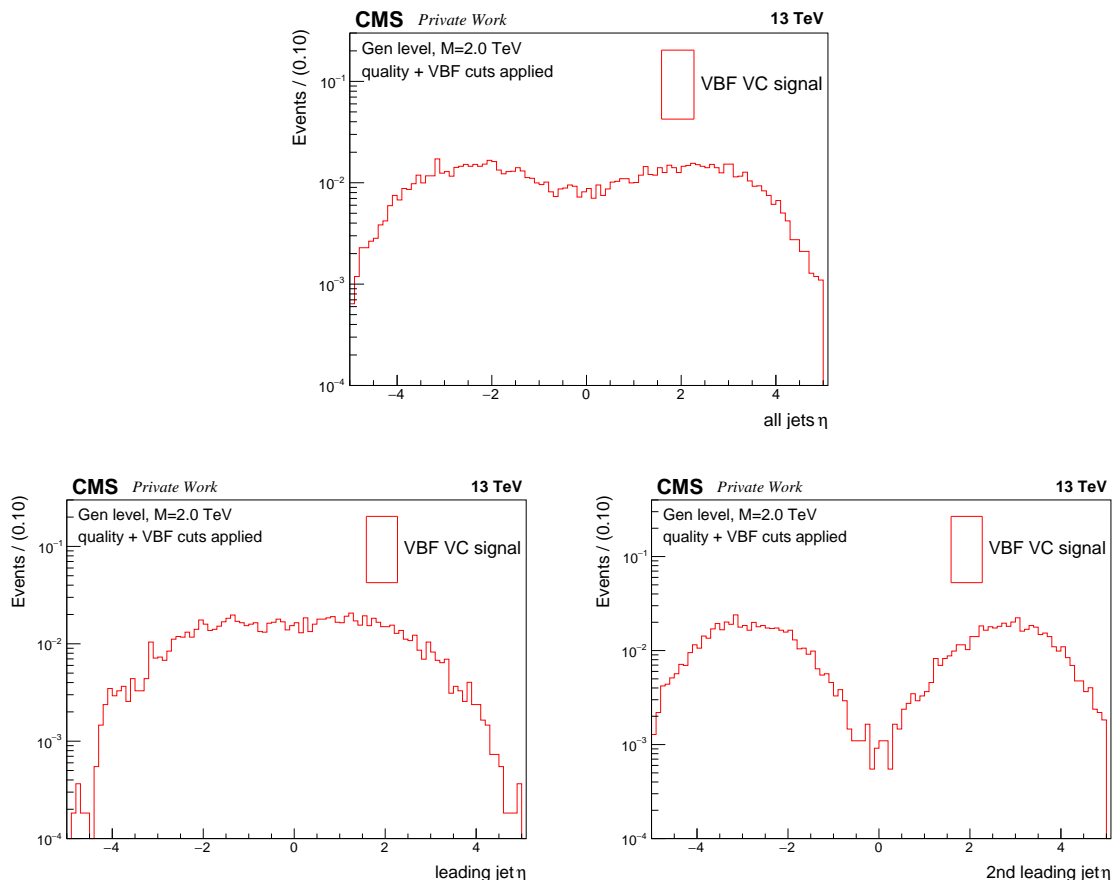 CMS Private Work 13 TeV
Gen level, M=2.0 TeV
quality + VBF cuts applied
VBF VC signal
Events / (0.10)
10⁻¹
10⁻²
10⁻³
10⁻⁴
−4 −2 0 2 4
all jets η
CMS Private Work 13 TeV
Gen level, M=2.0 TeV
quality + VBF cuts applied
VBF VC signal
Events / (0.10)
10⁻¹
10⁻²
10⁻³
10⁻⁴
−4 −2 0 2 4
leading jet η
CMS Private Work 13 TeV
Gen level, M=2.0 TeV
quality + VBF cuts applied
VBF VC signal
Events / (0.10)
10⁻¹
10⁻²
10⁻³
10⁻⁴
−4 −2 0 2 4
2nd leading jet η